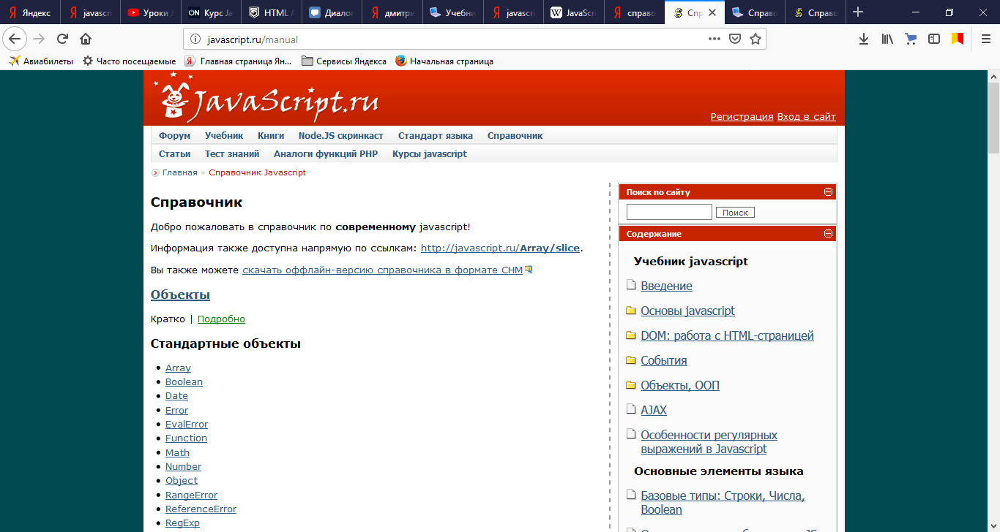 Яндекс
javascri
Уроки J
Курс Ja
HTML A
Диалог
дмитри
Учебни
javascri
JavaScri
справо
Спр
Справо
Справо
javascript.ru/manual
Авиабилеты
Часто посещаемые
Главная страница Ян...
Сервисы Яндекса
Начальная страница
JavaScript.ru
Регистрация Вход в сайт
Форум Учебник Книги Node.JS скринкаст Стандарт языка Справочник
Статьи Тест знаний Аналоги функций PHP Курсы javascript
Главная » Справочник Javascript
Справочник
Добро пожаловать в справочник по современному javascript!
Информация также доступна напрямую по ссылкам: http://javascript.ru/Array/slice.
Вы также можете скачать оффлайн-версию справочника в формате CHM
Объекты
Кратко | Подробно
Стандартные объекты
Array
Boolean
Date
Error
EvalError
Function
Math
Number
Object
RangeError
ReferenceError
RegExp
Поиск по сайту
Поиск
Содержание
Учебник javascript
Введение
Основы javascript
DOM: работа с HTML-страницей
События
Объекты, ООП
AJAX
Особенности регулярных
выражений в Javascript
Основные элементы языка
Базовые типы: Строки, Числа,
Boolean